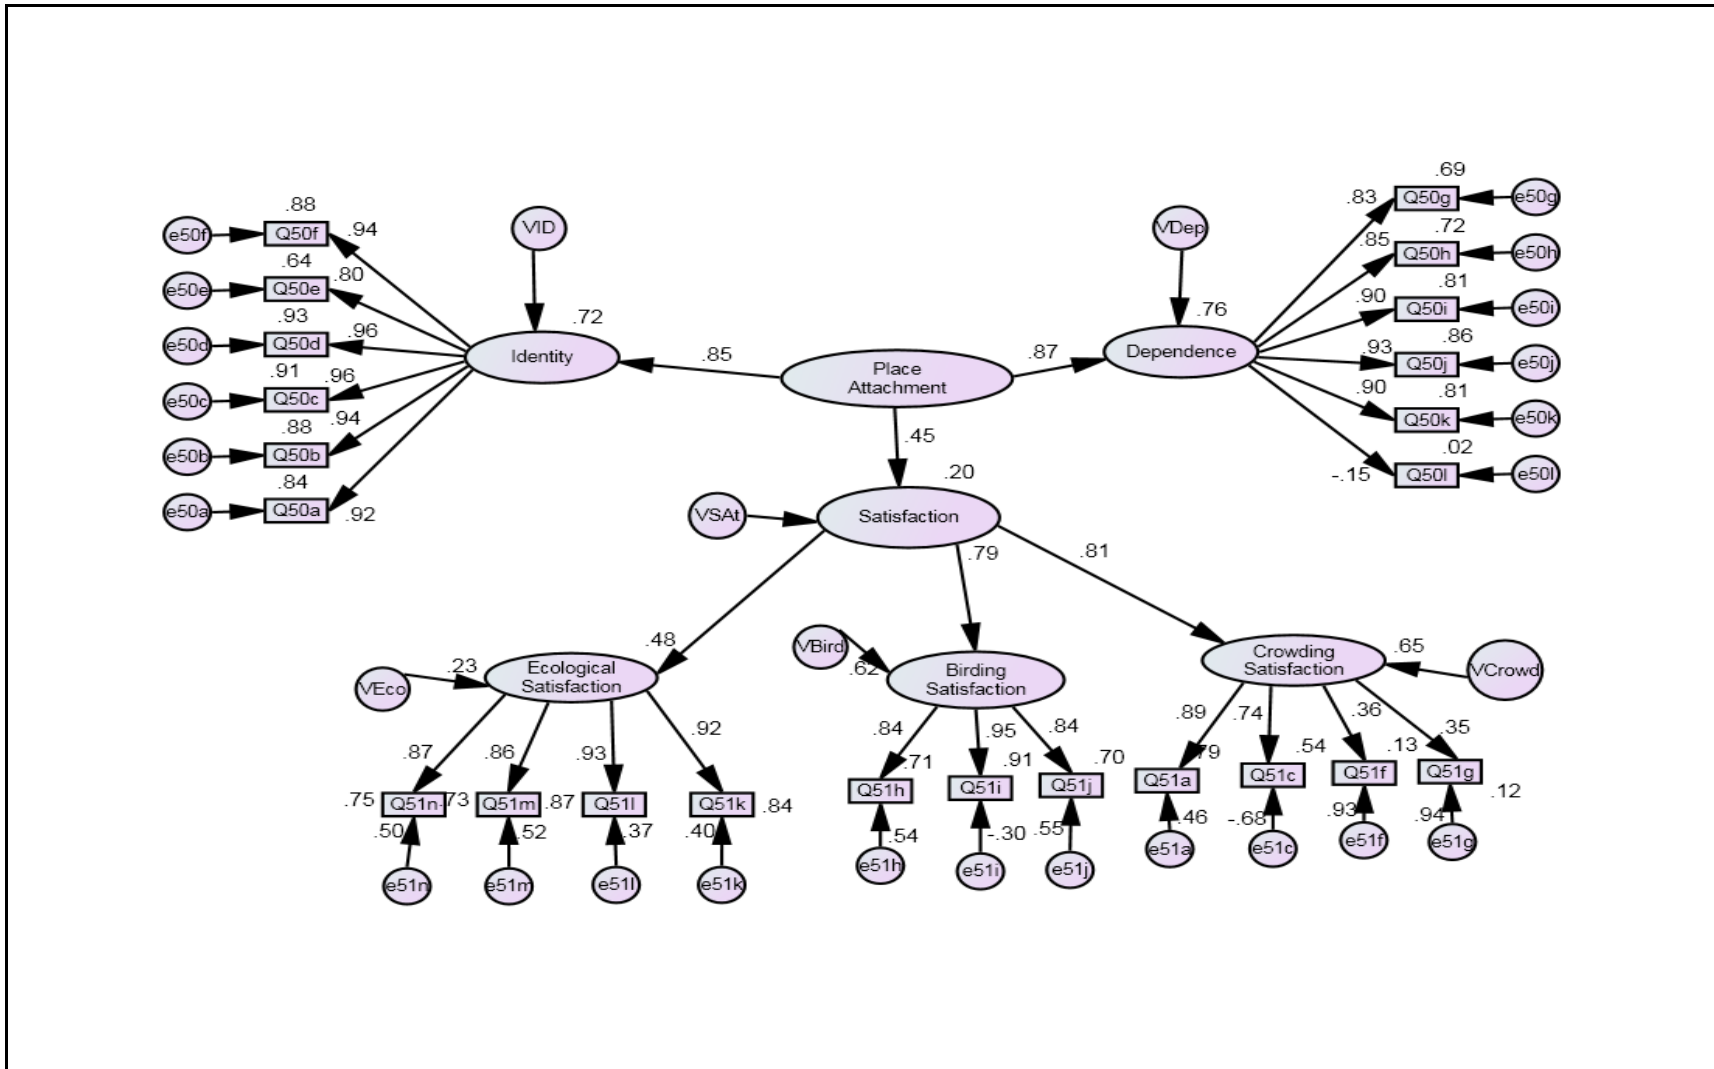 .69
.83 Q50g e50g
.88 VID VDep .72
e50f Q50f .94 .85 Q50h e50h
.64 .81
e50e Q50e .80 .90 Q50i e50i
.93 .72 .76 .86
e50d Q50d .96 Identity .85 Place .87 Dependence .93 Q50j e50j
Attachment
.91 .81
e50c Q50c .96 .90 Q50k e50k
.88 .94 .45 .02
e50b Q50b -.15 Q50l e50l
.84 .20
e50a Q50a .92 VSAt Satisfaction
.79 .81
.48 VBird .65
.23 Ecological .62 Birding Crowding
VEco Satisfaction Satisfaction Satisfaction VCrowd
.87 .86 .93 .92 .84 .95 .84 .89 .74 .36 .35
.71 .91 .70 .79 .54 .13
.75 Q51n .73 Q51m .87 Q51l Q51k .84 Q51h Q51i Q51j Q51a Q51c Q51f Q51g .12
.50 .52 .37 .40 .54 -.30 .55 .46 -.68 .93 .94
e51n e51m e51l e51k e51h e51i e51j e51a e51c e51f e51g